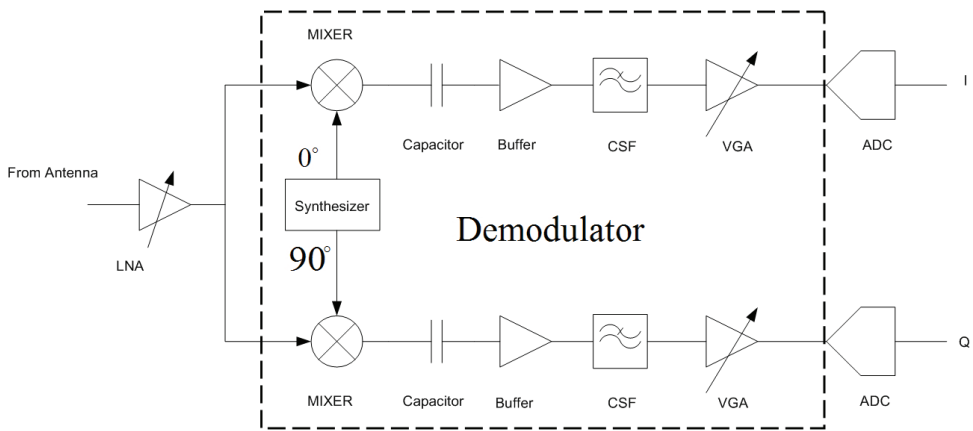 MIXER
I
Capacitor
Buffer
CSF
VGA
ADC
0°
From Antenna
Synthesizer
Demodulator
90°
LNA
Q
MIXER
Capacitor
Buffer
CSF
VGA
ADC